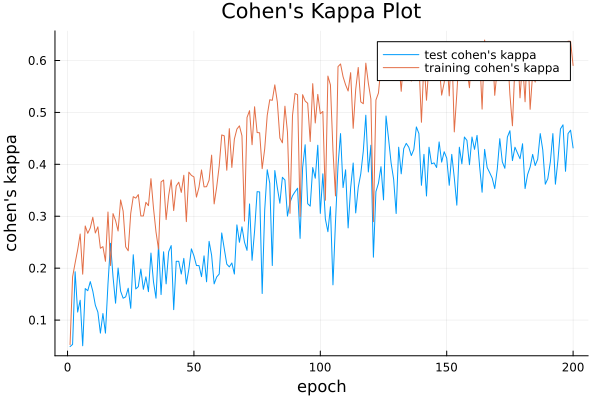 Cohen's Kappa Plot
test cohen's kappa
training cohen's kappa
cohen's kappa
0.6
0.5
0.4
0.3
0.2
0.1
0 50 100 150 200
epoch